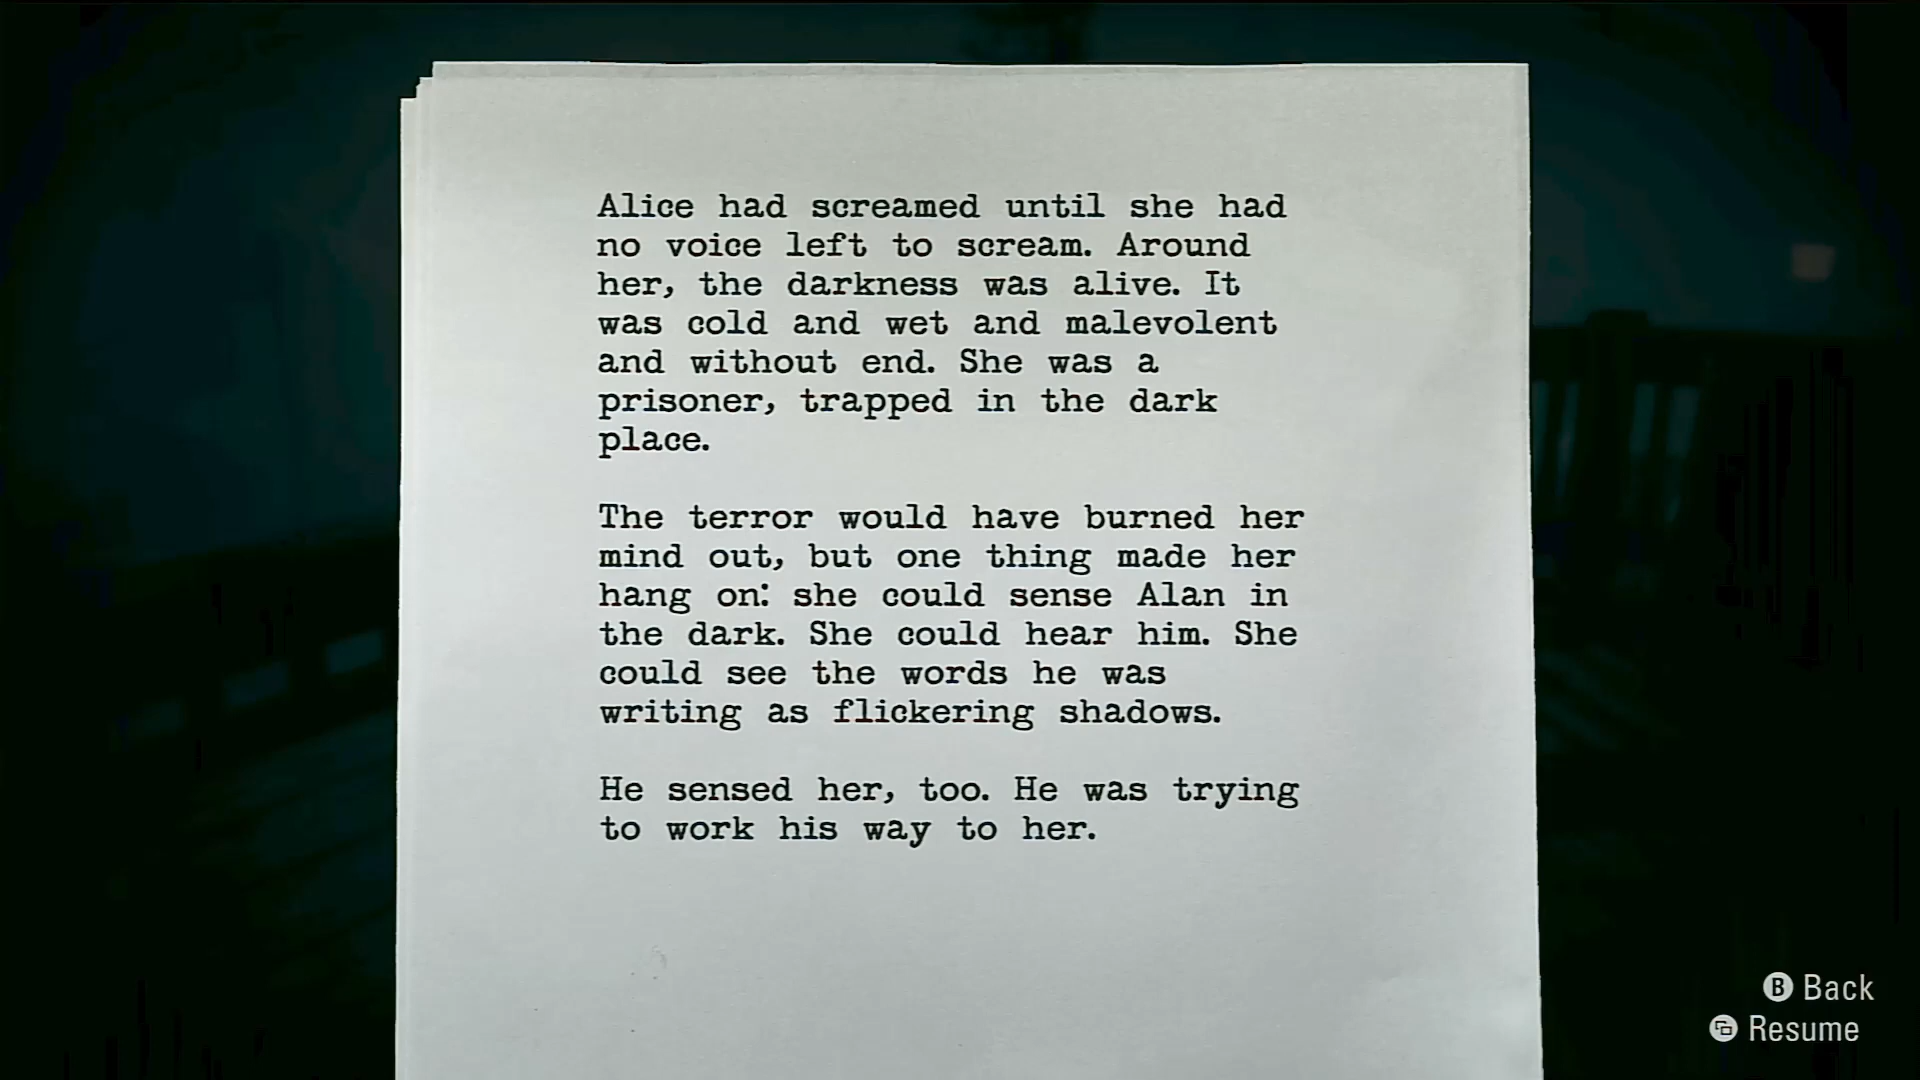 Alice had screamed until she had
no voice left to scream. Around
her, the darkness was alive. It
was cold and wet and malevolent
and without end. She was a
prisoner, trapped in the dark
place.
The terror would have burned her
mind out, but one thing made her
hang on: she could sense Alan in
the dark. She could hear him. She
could see the words he was
writing as flickering shadows.
He sensed her, too. He was trying
to work his way to her.
B Back
Resume